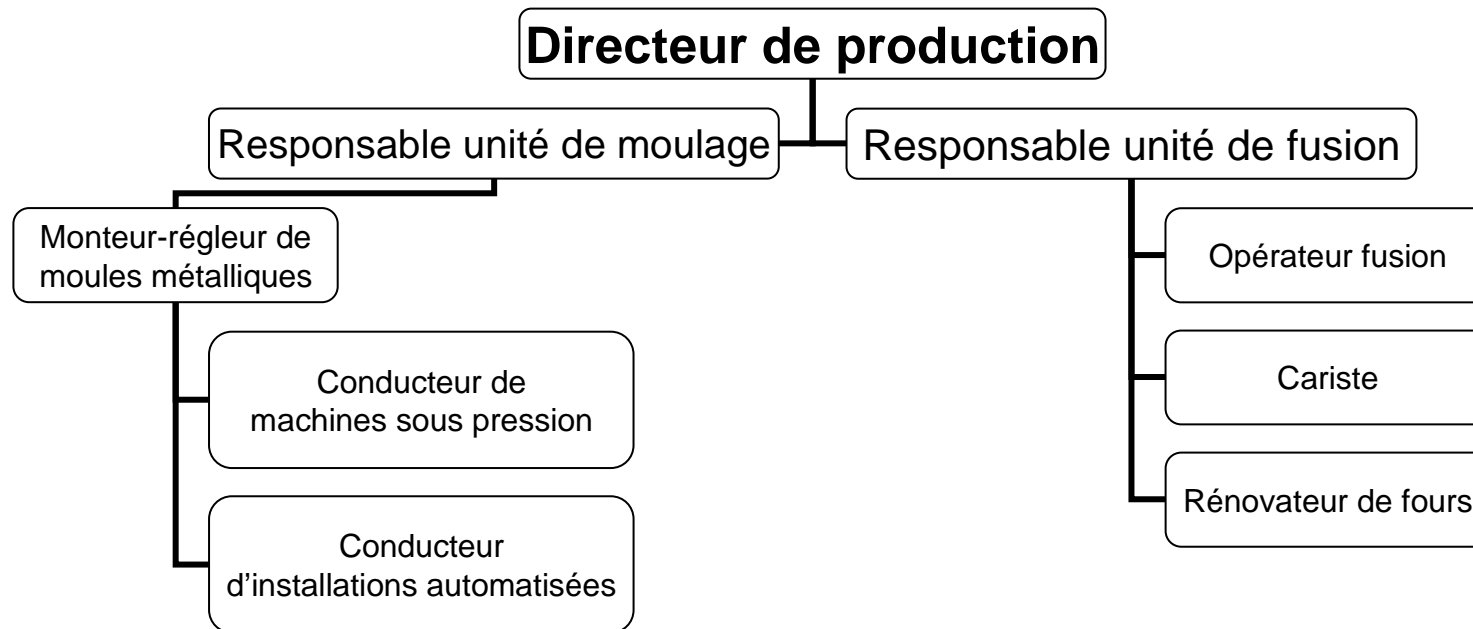 Directeur de production
Responsable unité de moulage
Responsable unité de fusion
Monteur-régleur de
moules métalliques
Conducteur de
machines sous pression
Conducteur
d’installations automatisées
Opérateur fusion
Cariste
Rénovateur de fours